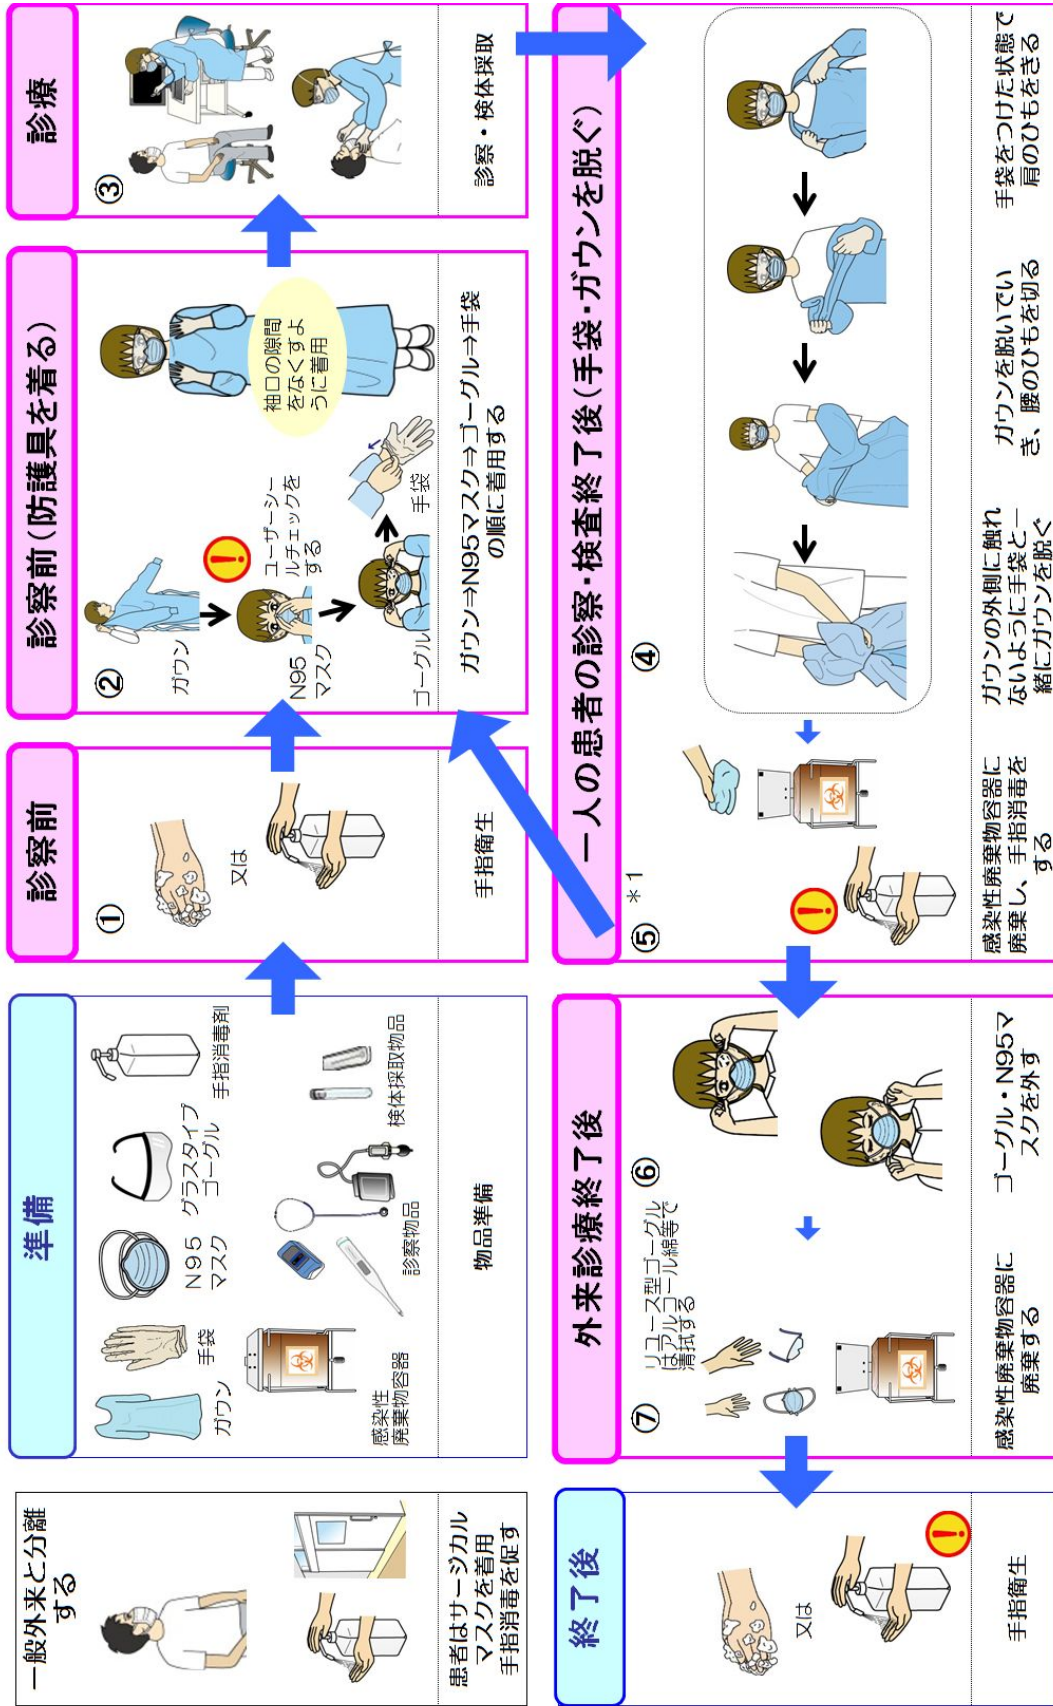 一般外来と分離
する
患者はサージカル
マスクを着用
手指消毒を促す
準備
ガウン
手袋
N95
マスク
グラスタイプ
ゴーグル
手指消毒剤
感染性
廃棄物容器
診察物品
検体採取物品
物品準備
診察前
①
又は
手指衛生
診察前(防護具を着る)
②
ガウン
N95
マスク
ユーザーシー
ルチェックを
する
ゴーグル
手袋
袖口の隙間
をなくすよ
うに着用
ガウン⇒N95マスク⇒ゴーグル⇒手袋
の順に着用する
診療
③
診察・検体採取
一人の患者の診察・検査終了後(手袋・ガウンを脱ぐ)
④
手袋をつけた状態で
肩のひもをきる
ガウンを脱いでい
き、腰のひもを切る
ガウンの外側に触れ
ないように手袋と一
緒にガウンを脱ぐ
⑤
*1
感染性廃棄物容器に
廃棄し、手指消毒を
する
外来診療終了後
⑥
ゴーグル・N95マ
スクを外す
⑦
リユース型ゴーグル
はアルコール綿等で
清拭する
感染性廃棄物容器に
廃棄する
終了後
又は
手指衛生